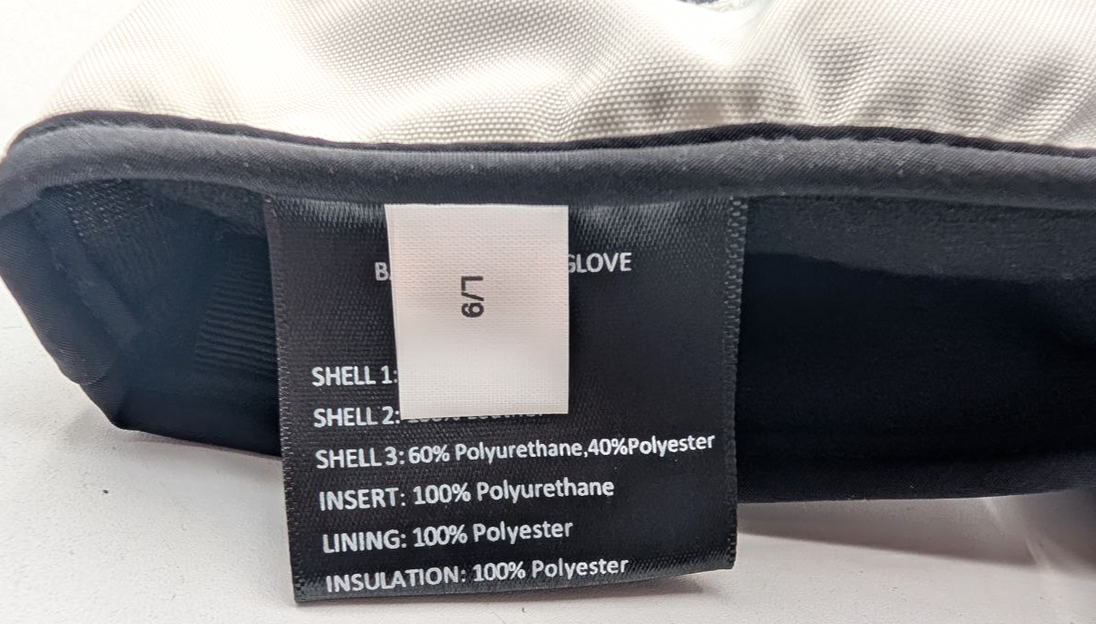 GLOVE
L/9
SHELL 1:
SHELL 2:
SHELL 3: 60% Polyurethane,40%Polyester
INSERT: 100% Polyurethane
LINING: 100% Polyester
INSULATION: 100% Polyester